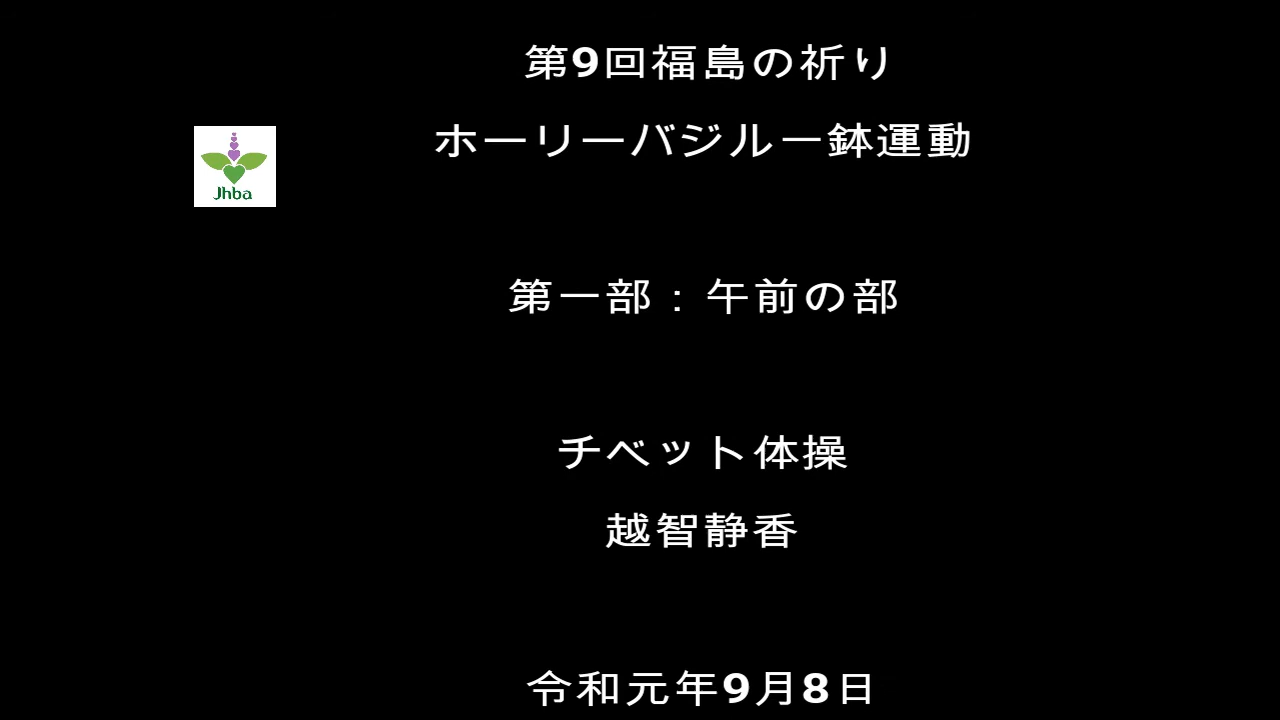 第9回福島の祈り
ホーリーバジル一鉢運動
Jhba
第一部：午前の部
チベット体操
越智静香
令和元年9月8日